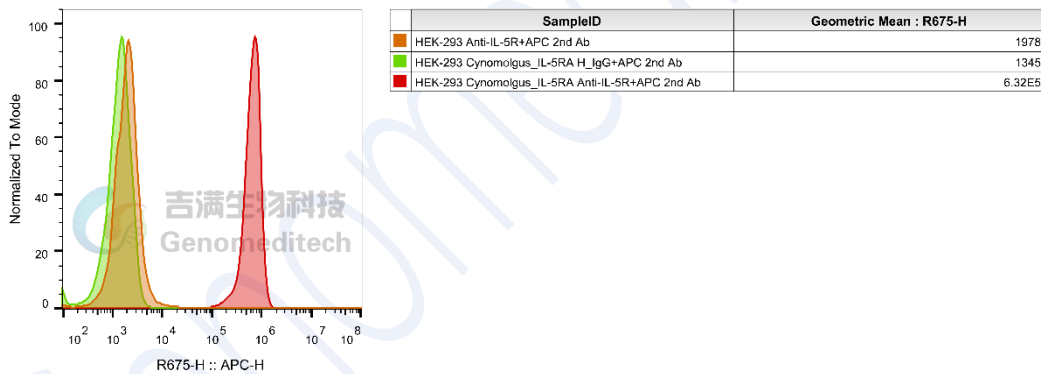 100
80
60
40
20
0
Normalized To Mode
10^2 10^3 10^4 10^5 10^6 10^7 10^8
R675-H :: APC-H
吉满生物科技
Genomeditech
SampleID Geometric Mean : R675-H
HEK-293 Anti-IL-5R+APC 2nd Ab 1978
HEK-293 Cynomolgus_IL-5RA H_IgG+APC 2nd Ab 1345
HEK-293 Cynomolgus_IL-5RA Anti-IL-5R+APC 2nd Ab 6.32E5